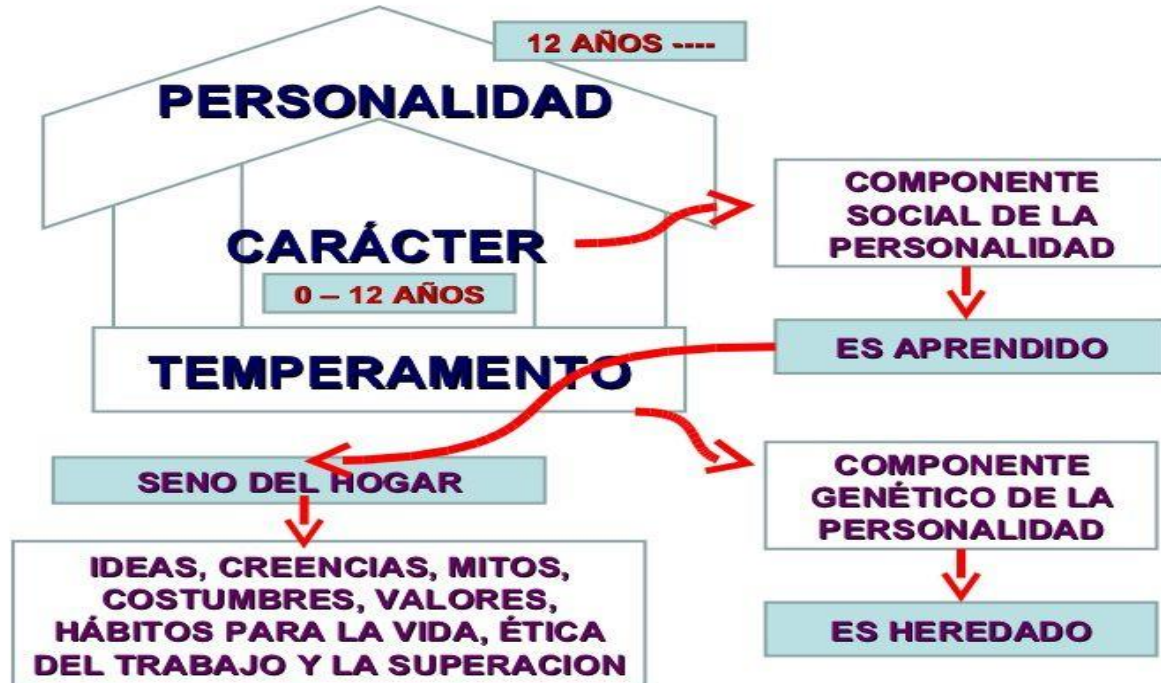 12 AÑOS ----
PERSONALIDAD
CARÁCTER
0 – 12 AÑOS
TEMPERAMENTO
COMPONENTE
SOCIAL DE LA
PERSONALIDAD
ES APRENDIDO
SENO DEL HOGAR
IDEAS, CREENCIAS, MITOS,
COSTUMBRES, VALORES,
HÁBITOS PARA LA VIDA, ÉTICA
DEL TRABAJO Y LA SUPERACION
COMPONENTE
GENÉTICO DE LA
PERSONALIDAD
ES HEREDADO